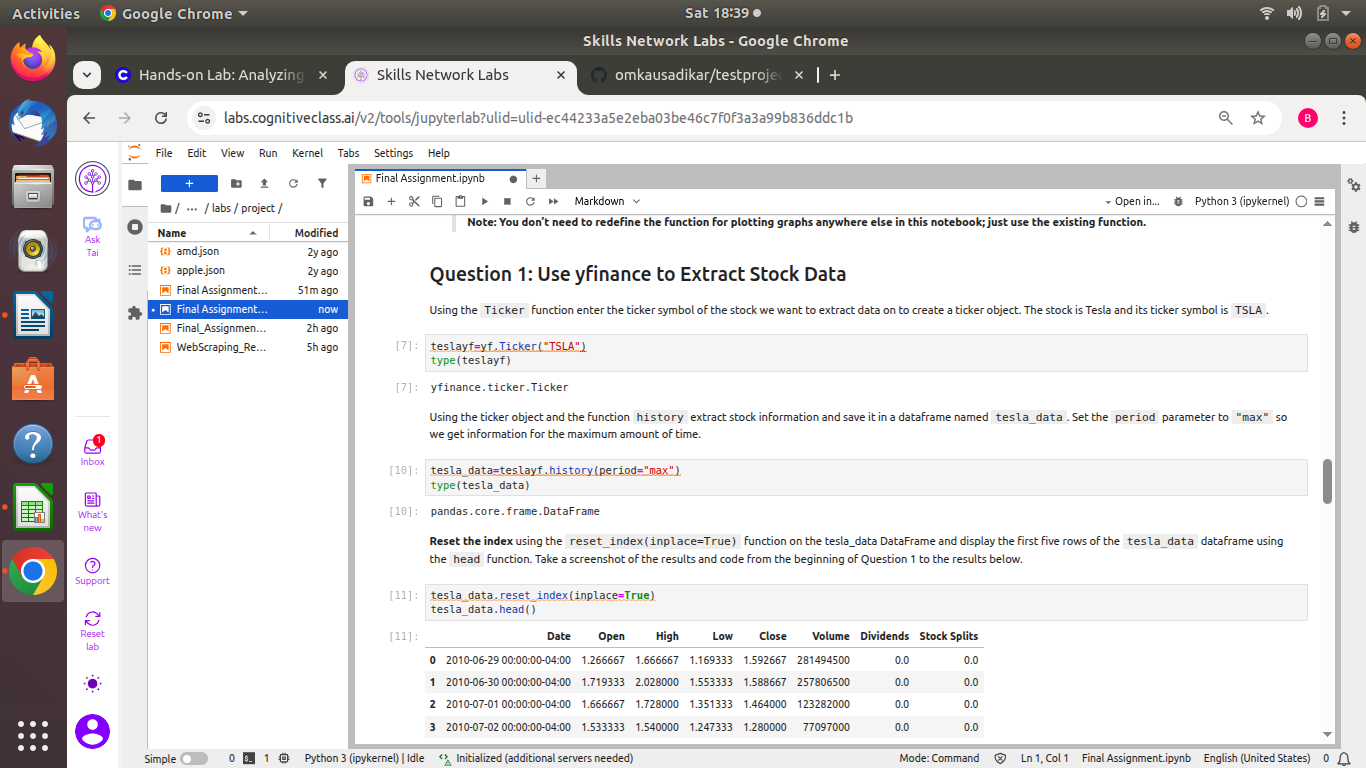 Activities
Google Chrome
Sat 18:39
Skills Network Labs - Google Chrome
Hands-on Lab: Analyzing
Skills Network Labs
omkausadikar/testproje
labs.cognitiveclass.ai/v2/tools/jupyterlab?ulid=ulid-ec44233a5e2eba03be46c7f0f3a3a99b836ddc1b
B
File Edit View Run Kernel Tabs Settings Help
Ask
Tai
1
Inbox
What's
new
Support
Reset
lab
/ ... / labs / project /
Name Modified
amd.json 2y ago
apple.json 2y ago
Final Assignment... 51m ago
Final Assignment... now
Final_Assignmen... 2h ago
WebScraping_Re... 5h ago
Final Assignment.ipynb
Markdown
Open in...
Python 3 (ipykernel)
Note: You don't need to redefine the function for plotting graphs anywhere else in this notebook; just use the existing function.
Question 1: Use yfinance to Extract Stock Data
Using the Ticker function enter the ticker symbol of the stock we want to extract data on to create a ticker object. The stock is Tesla and its ticker symbol is TSLA.
[7]: teslayf=yf.Ticker("TSLA")
type(teslayf)
[7]: yfinance.ticker.Ticker
Using the ticker object and the function history extract stock information and save it in a dataframe named tesla_data. Set the period parameter to "max" so
we get information for the maximum amount of time.
[10]: tesla_data=teslayf.history(period="max")
type(tesla_data)
[10]: pandas.core.frame.DataFrame
Reset the index using the reset_index(inplace=True) function on the tesla_data DataFrame and display the first five rows of the tesla_data dataframe using
the head function. Take a screenshot of the results and code from the beginning of Question 1 to the results below.
[11]: tesla_data.reset_index(inplace=True)
tesla_data.head()
[11]: Date Open High Low Close Volume Dividends Stock Splits
0 2010-06-29 00:00:00-04:00 1.266667 1.666667 1.169333 1.592667 281494500 0.0 0.0
1 2010-06-30 00:00:00-04:00 1.719333 2.028000 1.553333 1.588667 257806500 0.0 0.0
2 2010-07-01 00:00:00-04:00 1.666667 1.728000 1.351333 1.464000 123282000 0.0 0.0
3 2010-07-02 00:00:00-04:00 1.533333 1.540000 1.247333 1.280000 77097000 0.0 0.0
Simple 0 1 Python 3 (ipykernel) | Idle Initialized (additional servers needed) Mode: Command Ln 1, Col 1 Final Assignment.ipynb English (United States) 0